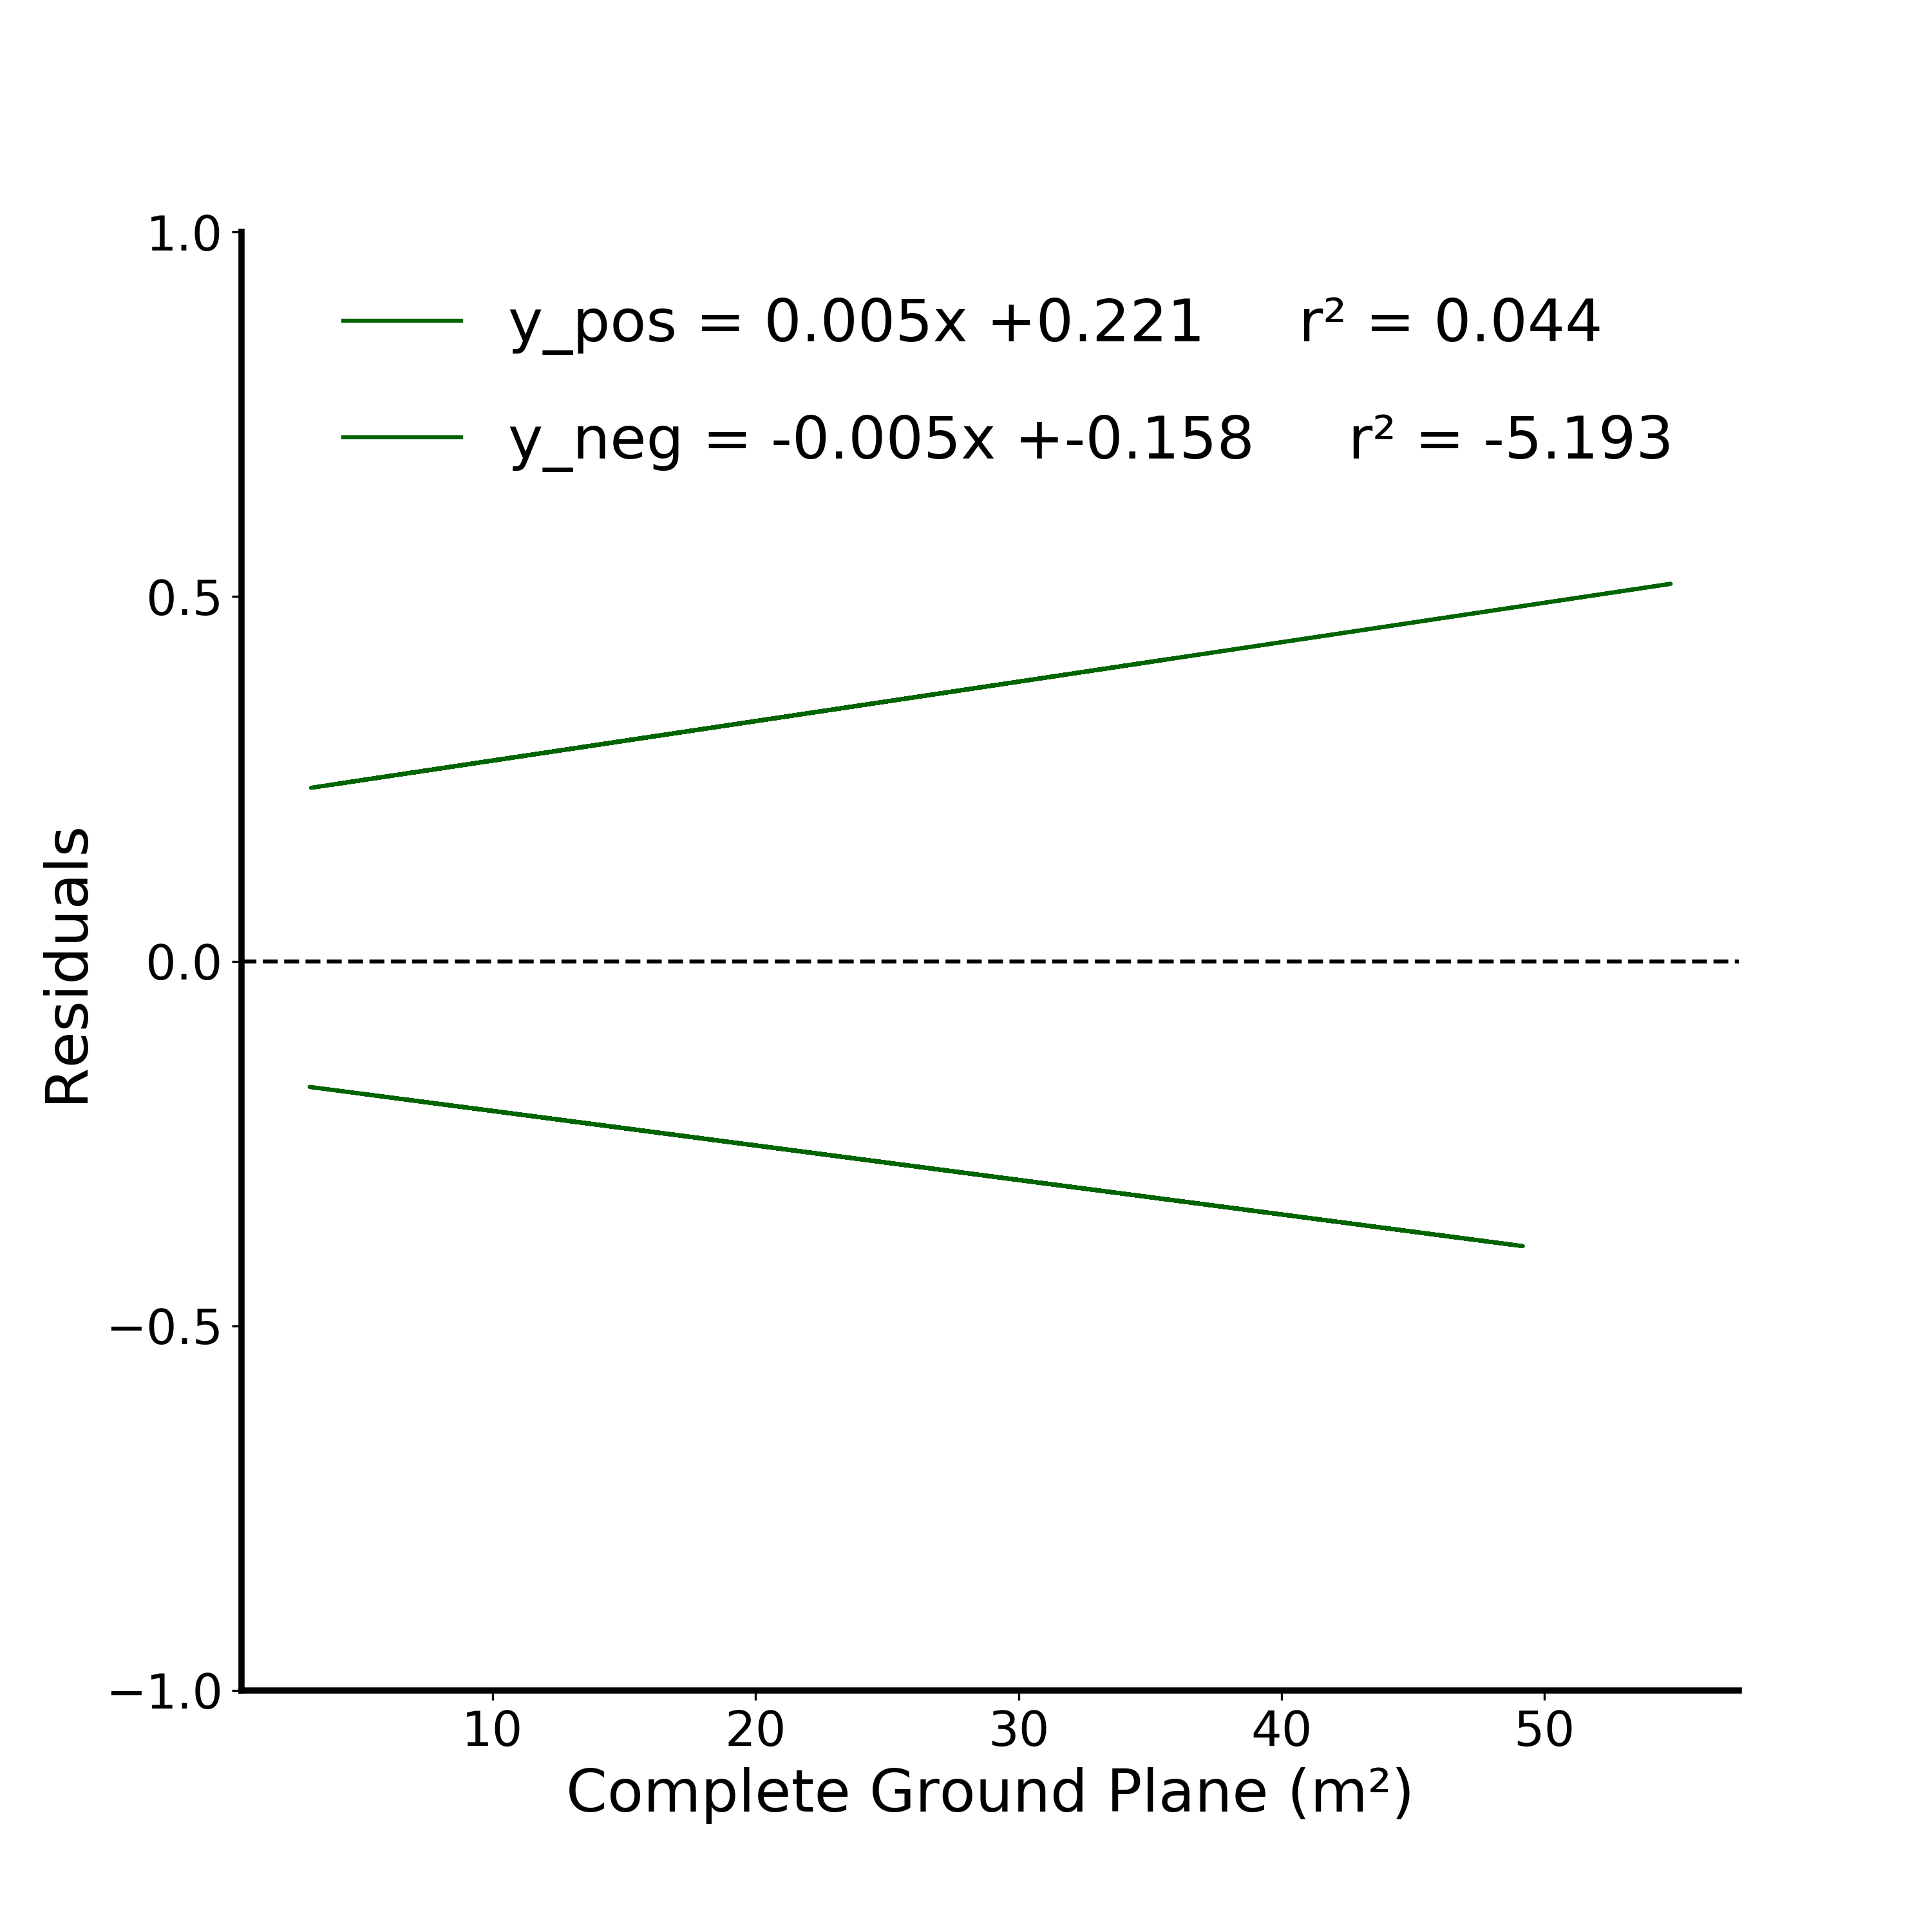 1.0
y_pos = 0.005x +0.221 r² = 0.044
y_neg = -0.005x +-0.158 r² = -5.193
0.5
0.0
−0.5
−1.0
Residuals
10 20 30 40 50
Complete Ground Plane (m²)